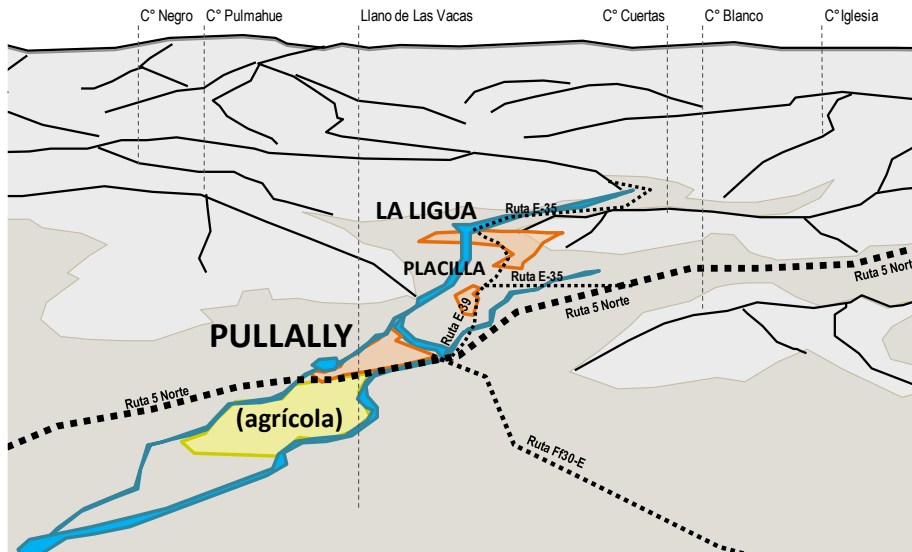 C° Negro
C° Pulmahue
Llano de Las Vacas
C° Cuertas
C° Blanco
C° Iglesia
LA LIGUA
Ruta E-35
PLACILLA
Ruta E-35
Ruta 5 Norte
Ruta 5 Norte
Ruta E-39
PULLALLY
Ruta 5 Norte
(agrícola)
Ruta Ff30-E